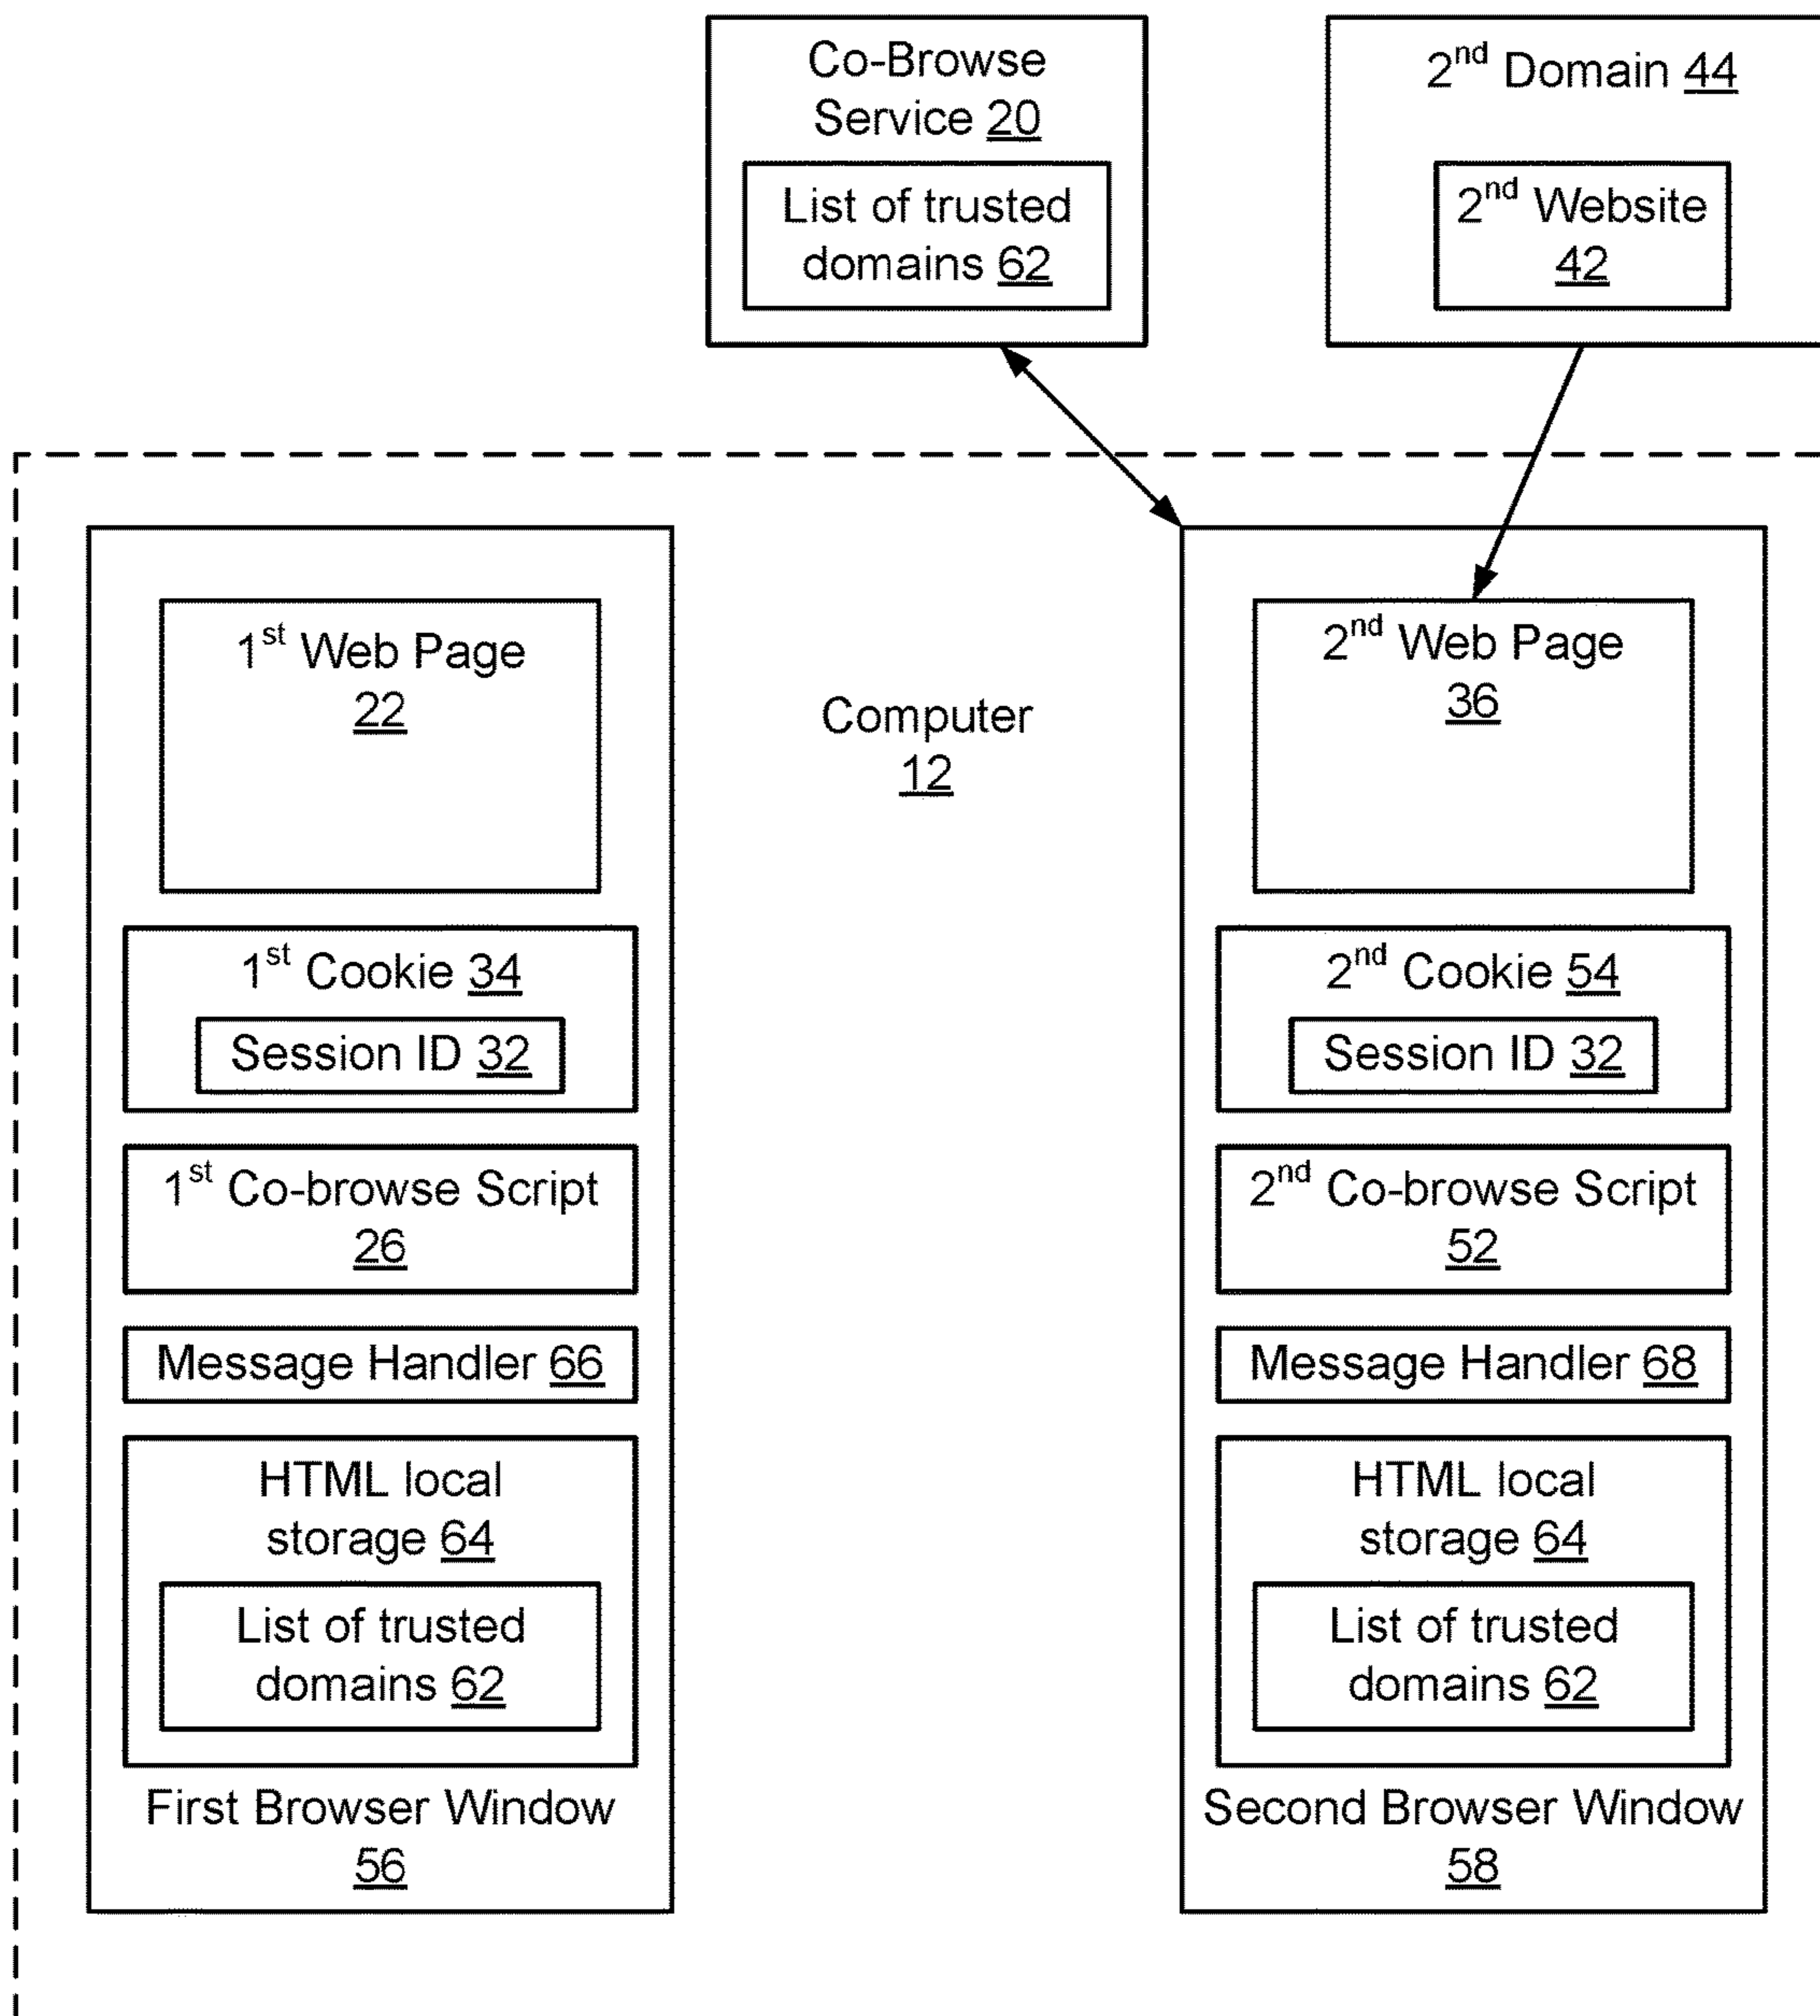 Co-Browse
Service 20
List of trusted
domains 62
2nd Domain 44
2nd Website
42
1st Web Page
22
Computer
12
2nd Web Page
36
1st Cookie 34
Session ID 32
2nd Cookie 54
Session ID 32
1st Co-browse Script
26
2nd Co-browse Script
52
Message Handler 66
Message Handler 68
HTML local
storage 64
List of trusted
domains 62
HTML local
storage 64
List of trusted
domains 62
First Browser Window
56
Second Browser Window
58